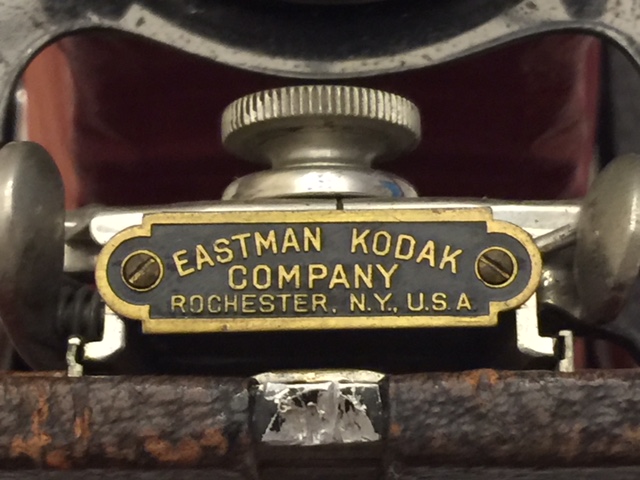 EASTMAN KODAK
COMPANY
ROCHESTER, N.Y., U.S.A